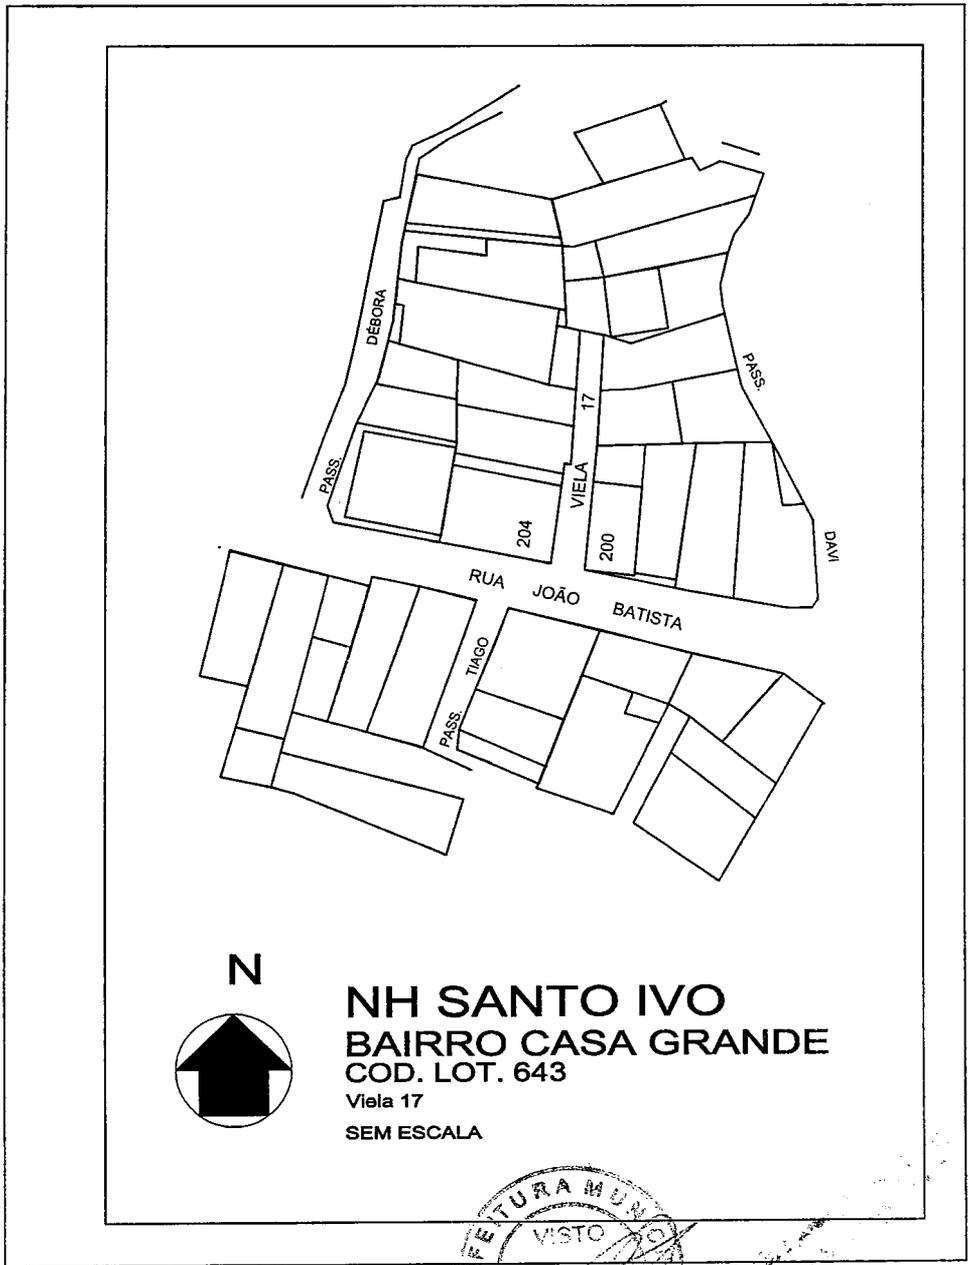 DÉBORA
PASS.
17
VIELA
PASS.
DAVI
204
200
RUA JOÃO BATISTA
TIAGO
PASS.
N
NH SANTO IVO
BAIRRO CASA GRANDE
COD. LOT. 643
Viela 17
SEM ESCALA
VISTO